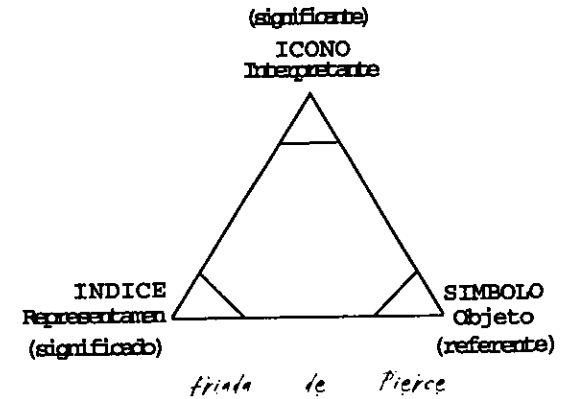 (significante)
ICONO
Interpretante
INDICE
Representamen
(significado)
SIMBOLO
Objeto
(referente)
triada de Pierce